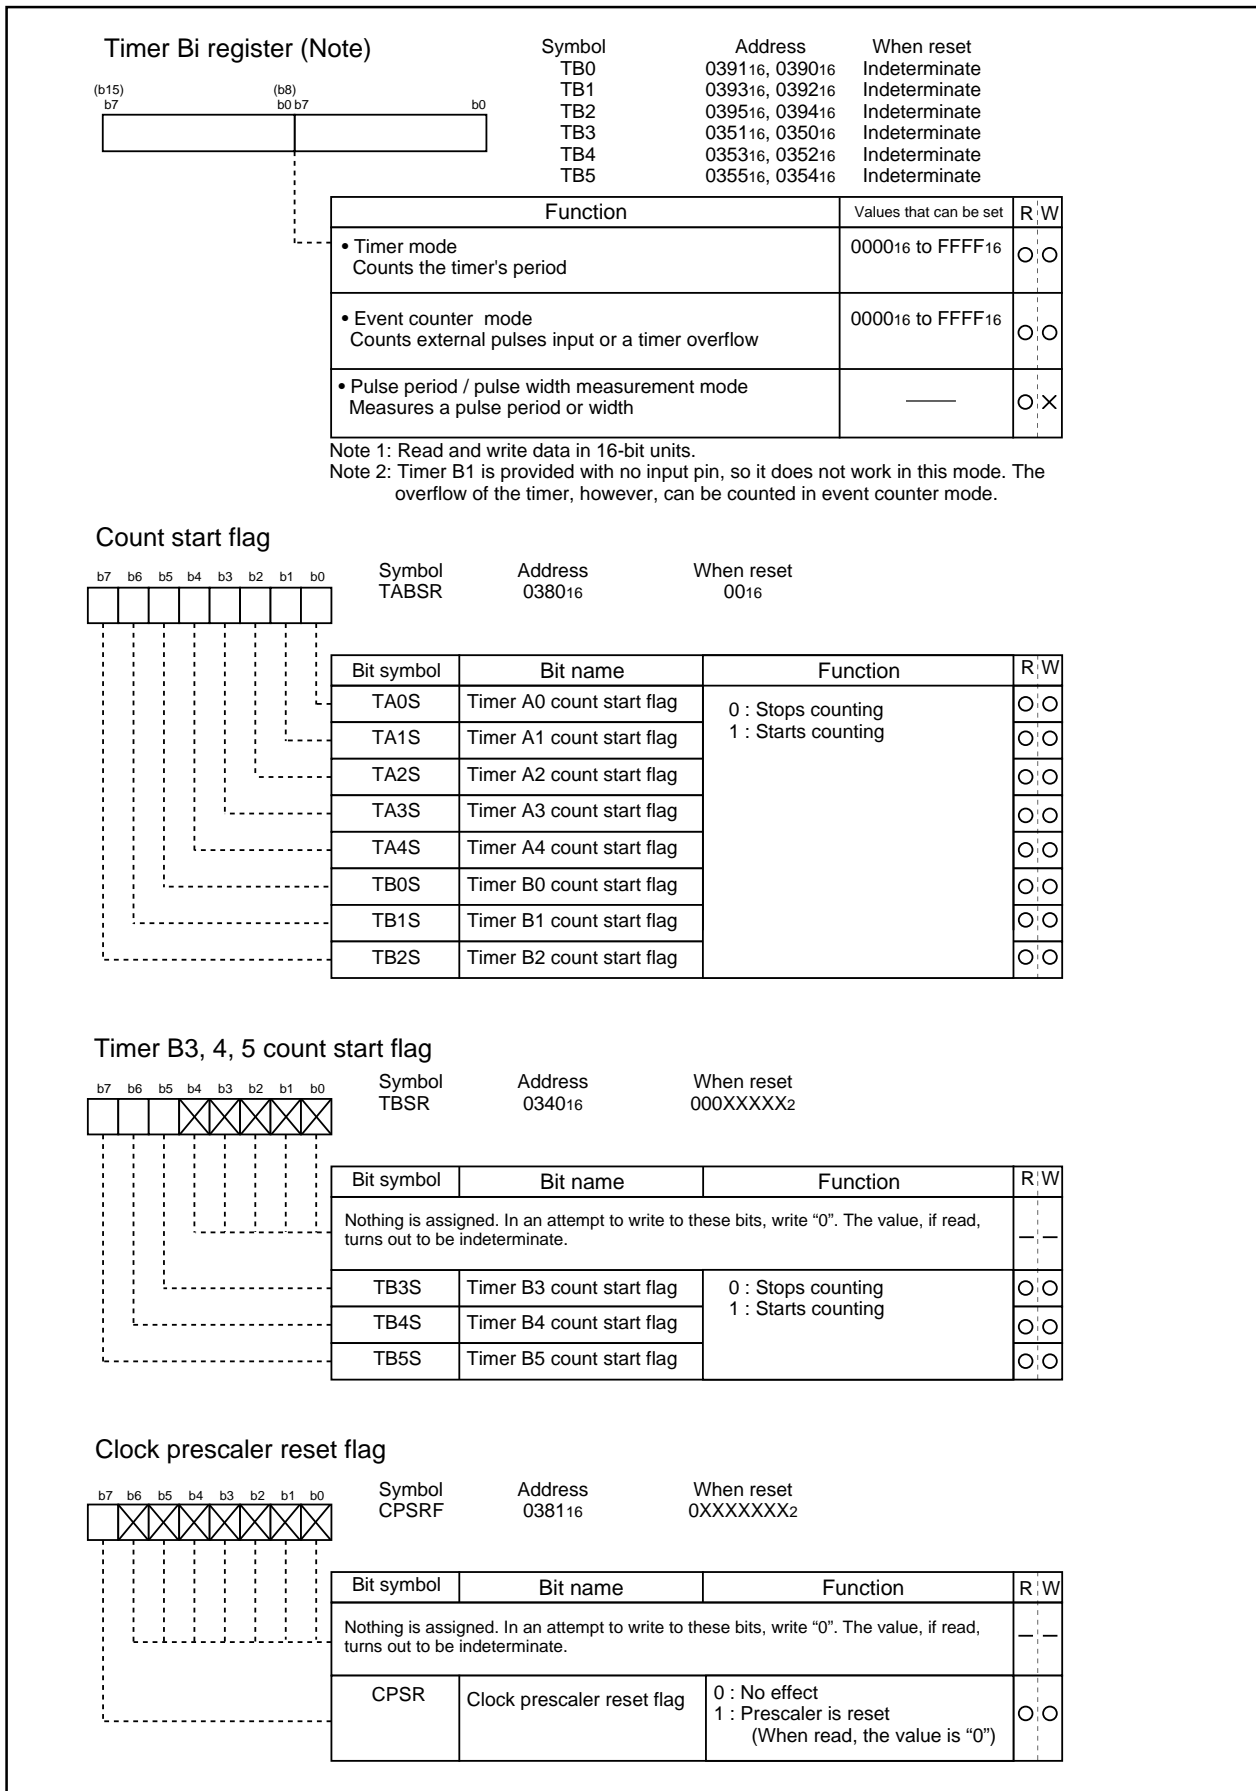 Timer Bi register (Note)
Symbol Address When reset
TB0 039116, 039016 Indeterminate
TB1 039316, 039216 Indeterminate
TB2 039516, 039416 Indeterminate
TB3 035116, 035016 Indeterminate
TB4 035316, 035216 Indeterminate
TB5 035516, 035416 Indeterminate
(b15) (b8)
b7 b0 b7 b0
Function Values that can be set R W
• Timer mode 000016 to FFFF16
Counts the timer's period
• Event counter mode 000016 to FFFF16
Counts external pulses input or a timer overflow
• Pulse period / pulse width measurement mode
Measures a pulse period or width
Note 1: Read and write data in 16-bit units.
Note 2: Timer B1 is provided with no input pin, so it does not work in this mode. The
overflow of the timer, however, can be counted in event counter mode.
Count start flag
b7 b6 b5 b4 b3 b2 b1 b0
Symbol Address When reset
TABSR 038016 0016
Bit symbol Bit name Function R W
TA0S Timer A0 count start flag 0 : Stops counting
1 : Starts counting
TA1S Timer A1 count start flag
TA2S Timer A2 count start flag
TA3S Timer A3 count start flag
TA4S Timer A4 count start flag
TB0S Timer B0 count start flag
TB1S Timer B1 count start flag
TB2S Timer B2 count start flag
Timer B3, 4, 5 count start flag
b7 b6 b5 b4 b3 b2 b1 b0
Symbol Address When reset
TBSR 034016 000XXXXX2
Bit symbol Bit name Function R W
Nothing is assigned. In an attempt to write to these bits, write “0”. The value, if read,
turns out to be indeterminate.
— —
TB3S Timer B3 count start flag 0 : Stops counting
1 : Starts counting
TB4S Timer B4 count start flag
TB5S Timer B5 count start flag
Clock prescaler reset flag
b7 b6 b5 b4 b3 b2 b1 b0
Symbol Address When reset
CPSRF 038116 0XXXXXXX2
Bit symbol Bit name Function R W
Nothing is assigned. In an attempt to write to these bits, write “0”. The value, if read,
turns out to be indeterminate.
— —
CPSR Clock prescaler reset flag 0 : No effect
1 : Prescaler is reset
(When read, the value is “0”)